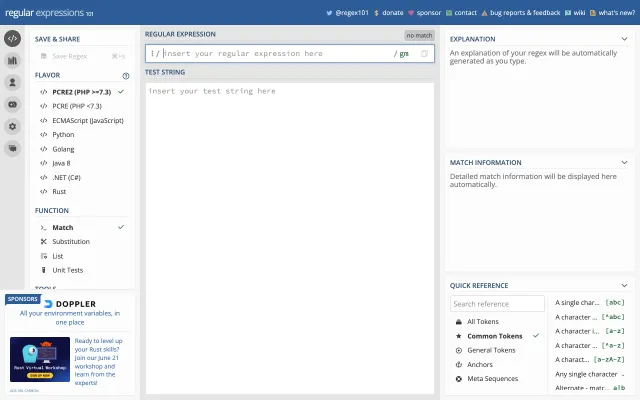 regular expressions 101
@regex101
$ donate
sponsor
contact
bug reports & feedback
wiki
what's new?
SAVE & SHARE
Save Regex
⌘+s
FLAVOR
PCRE2 (PHP >=7.3)
PCRE (PHP <7.3)
ECMAScript (JavaScript)
Python
Golang
Java 8
.NET (C#)
Rust
FUNCTION
Match
Substitution
List
Unit Tests
TOOLS
SPONSORS
DOPPLER
All your environment variables, in
one place
Rust Virtual Workshop
SIGN UP NOW
Ready to level up
your Rust skills?
Join our June 21
workshop and
learn from the
experts!
REGULAR EXPRESSION
no match
/ insert your regular expression here
/ gm
TEST STRING
insert your test string here
EXPLANATION
An explanation of your regex will be automatically
generated as you type.
MATCH INFORMATION
Detailed match information will be displayed here
automatically.
QUICK REFERENCE
Search reference
All Tokens
Common Tokens
General Tokens
Anchors
Meta Sequences
A single char... [abc]
A character ... [^abc]
A character i... [a-z]
A character ... [^a-z]
A charact... [a-zA-Z]
Any single character .
Alternate - matc... a|b